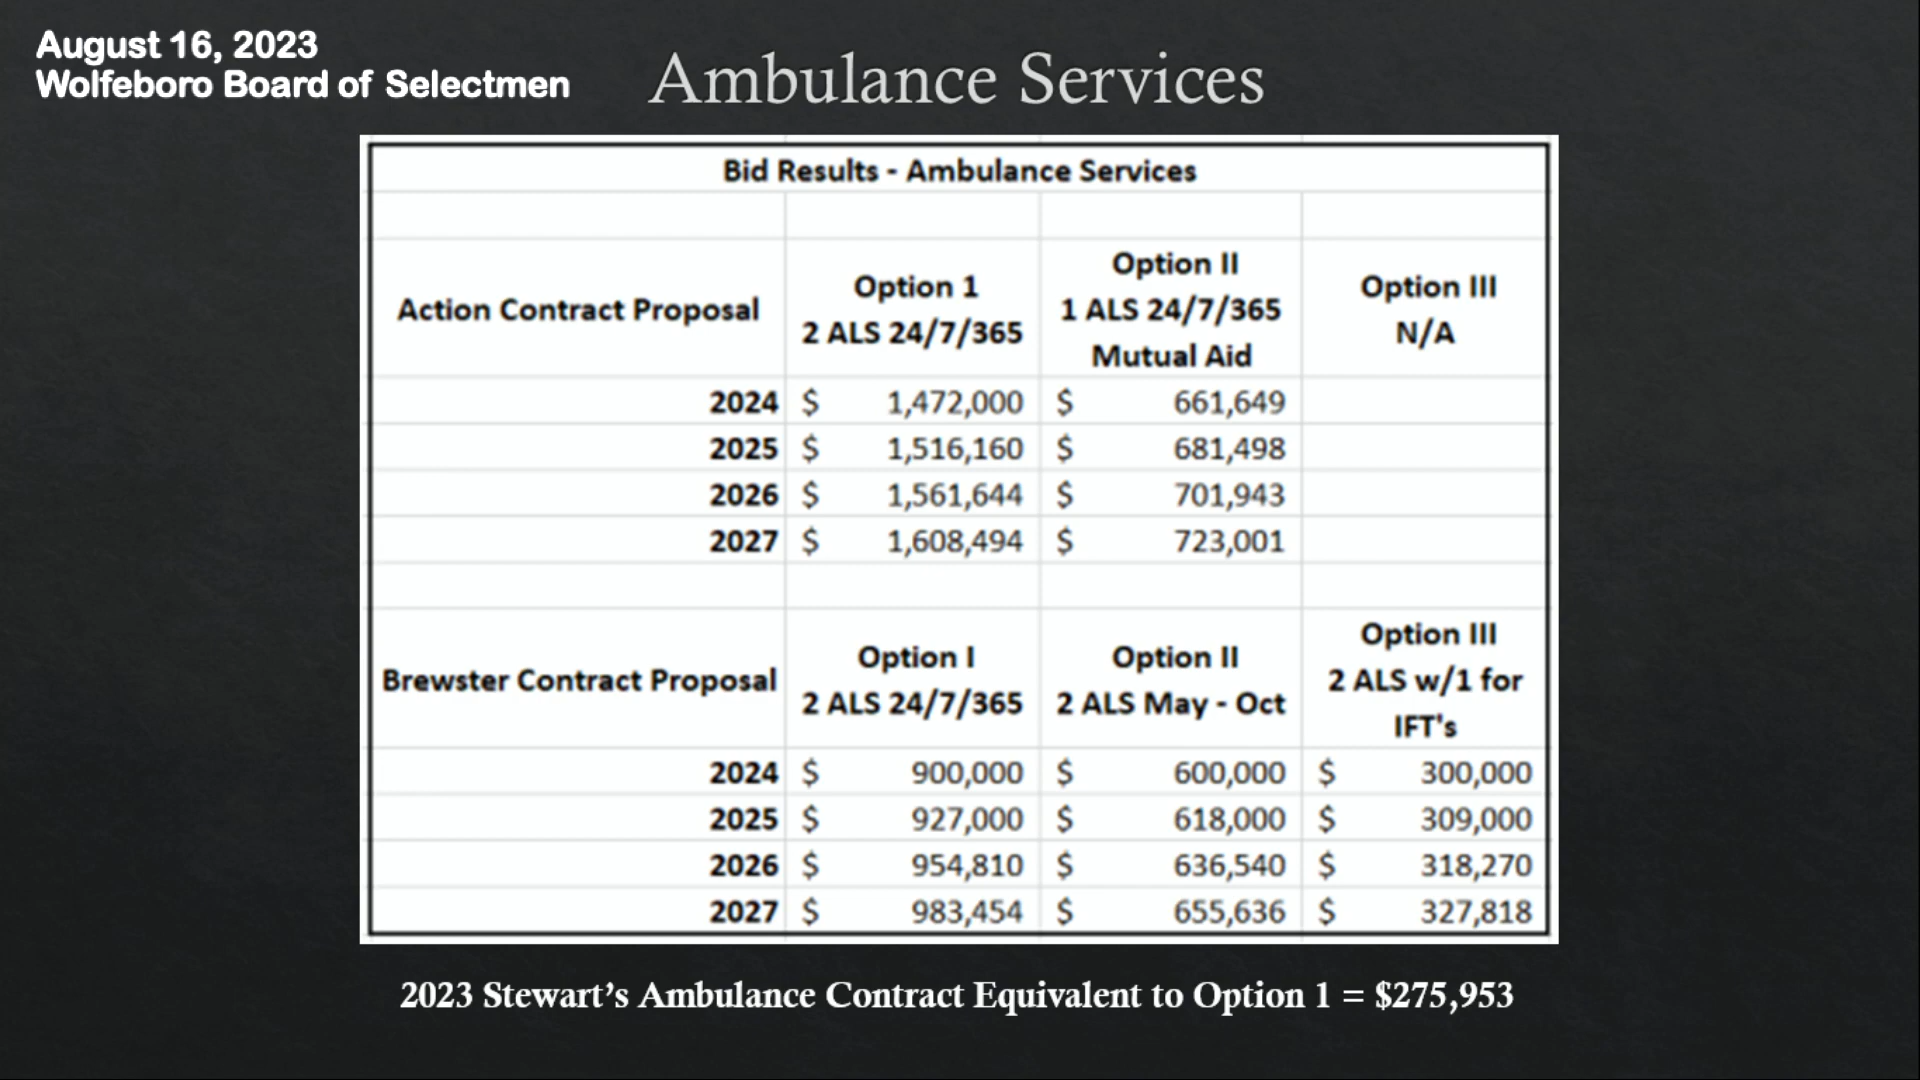 August 16, 2023
Wolfeboro Board of Selectmen
Ambulance Services
Bid Results - Ambulance Services
Action Contract Proposal
Option 1
2 ALS 24/7/365
Option II
1 ALS 24/7/365
Mutual Aid
Option III
N/A
2024 $ 1,472,000 $ 661,649
2025 $ 1,516,160 $ 681,498
2026 $ 1,561,644 $ 701,943
2027 $ 1,608,494 $ 723,001
Brewster Contract Proposal
Option I
2 ALS 24/7/365
Option II
2 ALS May - Oct
Option III
2 ALS w/1 for
IFT's
2024 $ 900,000 $ 600,000 $ 300,000
2025 $ 927,000 $ 618,000 $ 309,000
2026 $ 954,810 $ 636,540 $ 318,270
2027 $ 983,454 $ 655,636 $ 327,818
2023 Stewart’s Ambulance Contract Equivalent to Option 1 = $275,953